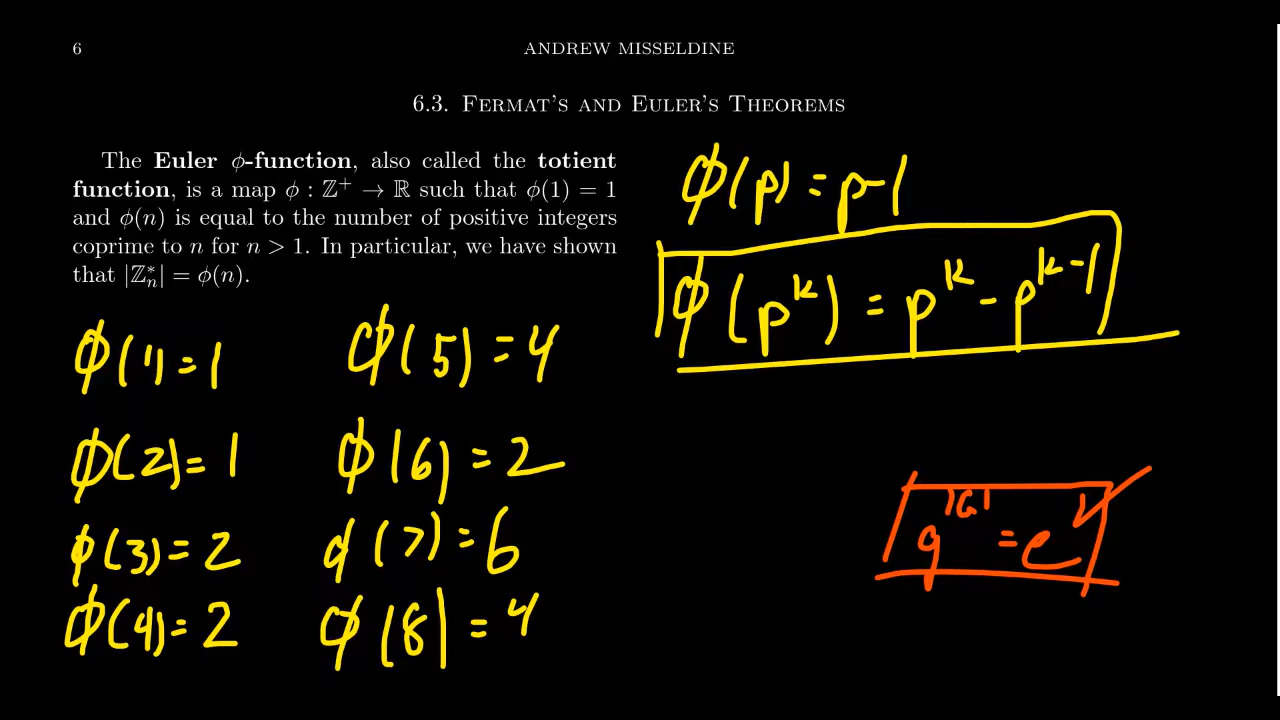 6
ANDREW MISSELDINE
6.3. FERMAT'S AND EULER'S THEOREMS
The Euler ϕ-function, also called the totient
function, is a map ϕ : ℤ⁺ → ℝ such that ϕ(1) = 1
and ϕ(n) is equal to the number of positive integers
coprime to n for n > 1. In particular, we have shown
that |ℤₙ*| = ϕ(n).
ϕ(1) = 1
ϕ(2) = 1
ϕ(3) = 2
ϕ(4) = 2
ϕ(5) = 4
ϕ(6) = 2
ϕ(7) = 6
ϕ(8) = 4
ϕ(p) = p-1
ϕ(pᵏ) = pᵏ - pᵏ⁻¹
g^|G| = e